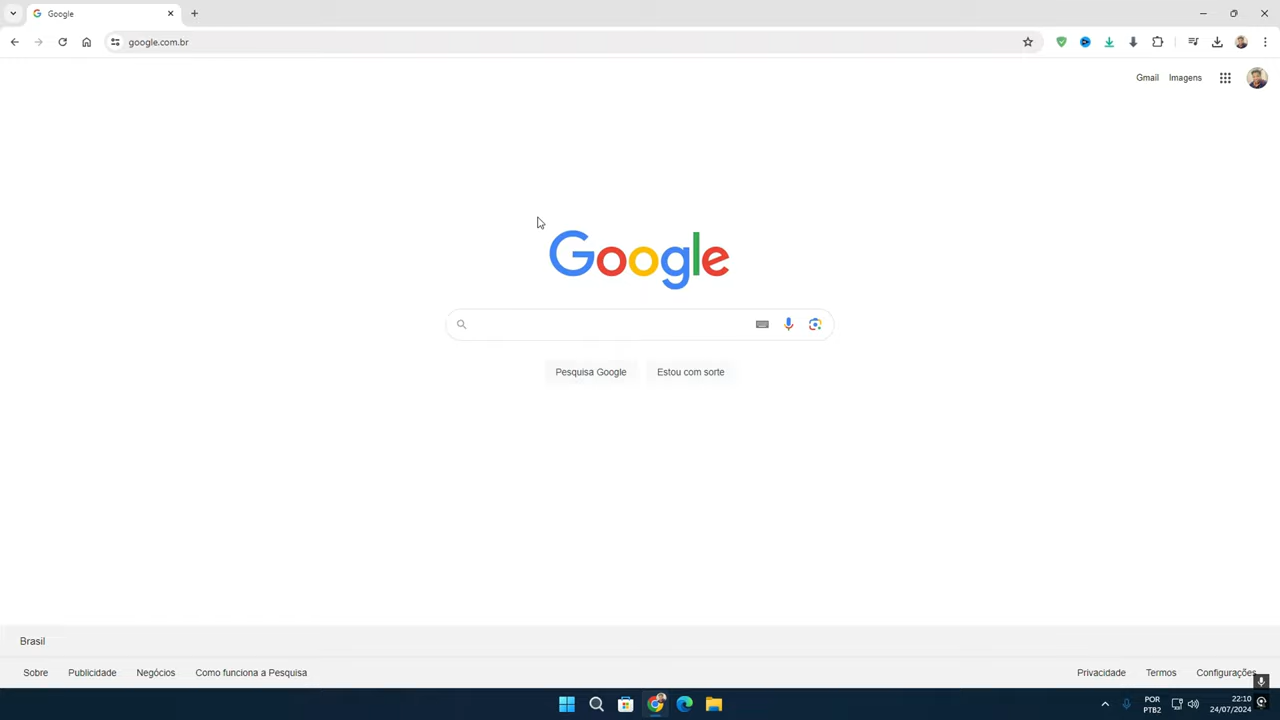 Google
google.com.br
Gmail Imagens
Google
Pesquisa Google Estou com sorte
Brasil
Sobre Publicidade Negócios Como funciona a Pesquisa Privacidade Termos Configurações
POR
PTB2
22:10
24/07/2024